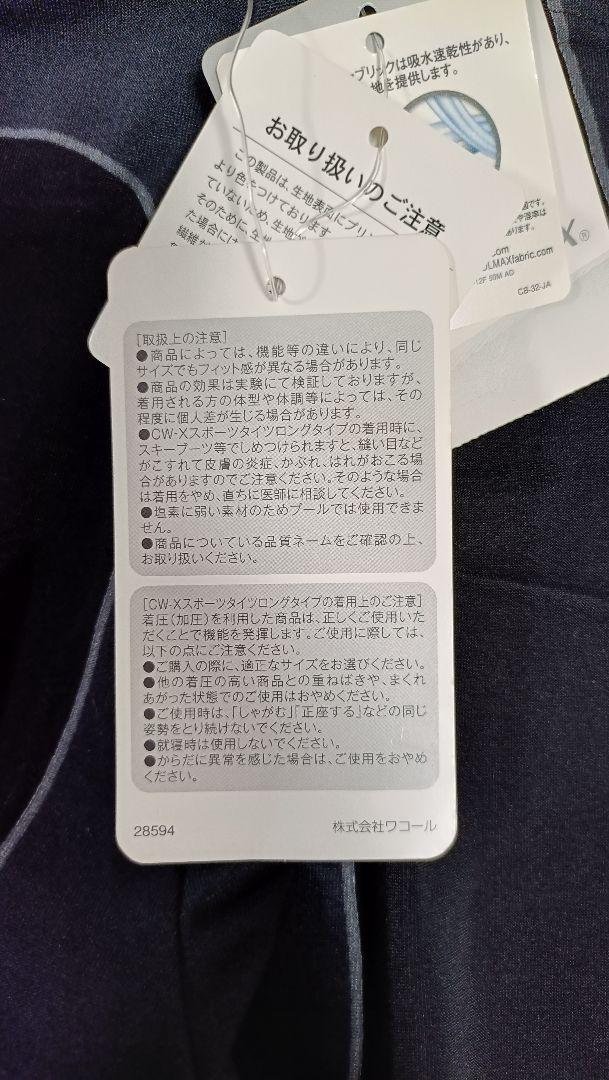 ブリックは吸水速乾性があり、
地を提供します。
お取り扱いのご注意
この製品は、生地表面にプリン
より色をつけております
ていないため、生地が
そのために、生地
た場合には
OLMAXfabric.com
12F 50M AG
CB-32-JA
X®
[取扱上の注意]
●商品によっては、機能等の違いにより、同じ
サイズでもフィット感が異なる場合があります。
●商品の効果は実験にて検証しておりますが、
着用される方の体型や体調等によっては、その
程度に個人差が生じる場合があります。
●CW-Xスポーツタイツロングタイプの着用時に、
スキーブーツ等でしめつけられますと、縫い目など
がこすれて皮膚の炎症、かぶれ、はれがおこる場
合がありますのでご注意ください。そのような場合
は着用をやめ、直ちに医師に相談してください。
●塩素に弱い素材のためプールでは使用できま
せん。
●商品についている品質ネームをご確認の上、
お取り扱いください。
[CW-Xスポーツタイツロングタイプの着用上のご注意]
着圧(加圧)を利用した商品は、正しくご使用いた
だくことで機能を発揮します。ご使用に際しては、
以下の点にご注意ください。
●ご購入の際に、適正なサイズをお選びください。
●他の着圧の高い商品との重ねばきや、まくれ
あがった状態でのご使用はおやめください。
●ご使用時は、「しゃがむ」「正座する」などの同じ
姿勢をとり続けないでください。
●就寝時は使用しないでください。
●からだに異常を感じた場合は、ご使用をおやめ
ください。
28594
株式会社ワコール